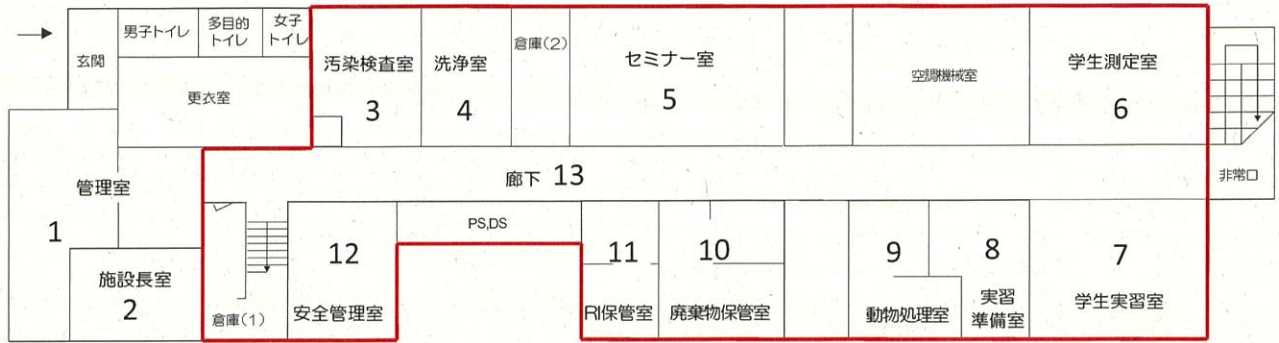 玄関
男子トイレ
多目的
トイレ
女子
トイレ
更衣室
汚染検査室
3
洗浄室
4
倉庫(2)
セミナー室
5
空調機械室
学生測定室
6
管理室
1
施設長室
2
廊下 13
非常口
倉庫(1)
12
安全管理室
PS,DS
11
RI保管室
10
廃棄物保管室
9
動物処理室
8
実習
準備室
7
学生実習室